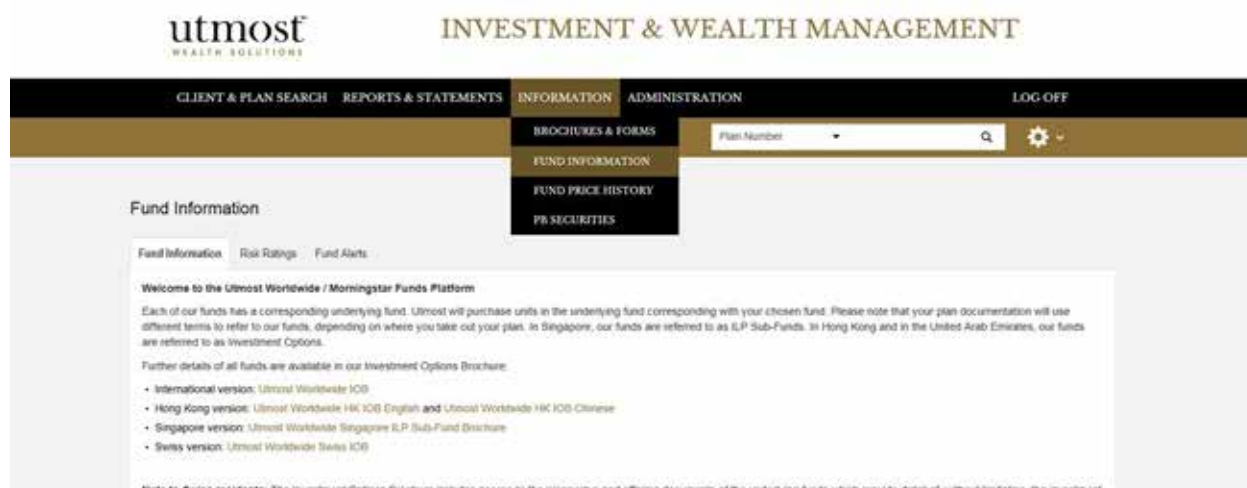 utmost
WEALTH SOLUTIONS
INVESTMENT & WEALTH MANAGEMENT
CLIENT & PLAN SEARCH REPORTS & STATEMENTS INFORMATION ADMINISTRATION LOG OFF
BROCHURES & FORMS
Plan Number
FUND INFORMATION
FUND PRICE HISTORY
PB SECURITIES
Fund Information
Fund Information Risk Ratings Fund Alerts
Welcome to the Utmost Worldwide / Morningstar Funds Platform
Each of our funds has a corresponding underlying fund. Utmost will purchase units in the underlying fund corresponding with your chosen fund. Please note that your plan documentation will use
different terms to refer to our funds, depending on where you take out your plan. In Singapore, our funds are referred to as ILP Sub-Funds. In Hong Kong and in the United Arab Emirates, our funds
are referred to as Investment Options.
Further details of all funds are available in our Investment Options Brochure:
• International version: Utmost Worldwide IOB
• Hong Kong version: Utmost Worldwide HK IOB English and Utmost Worldwide HK IOB Chinese
• Singapore version: Utmost Worldwide Singapore ILP Sub-Fund Brochure
• Swiss version: Utmost Worldwide Swiss IOB